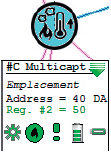 #C Multicapt
Emplacement
Address = 40 DA
Reg. #2 = 50